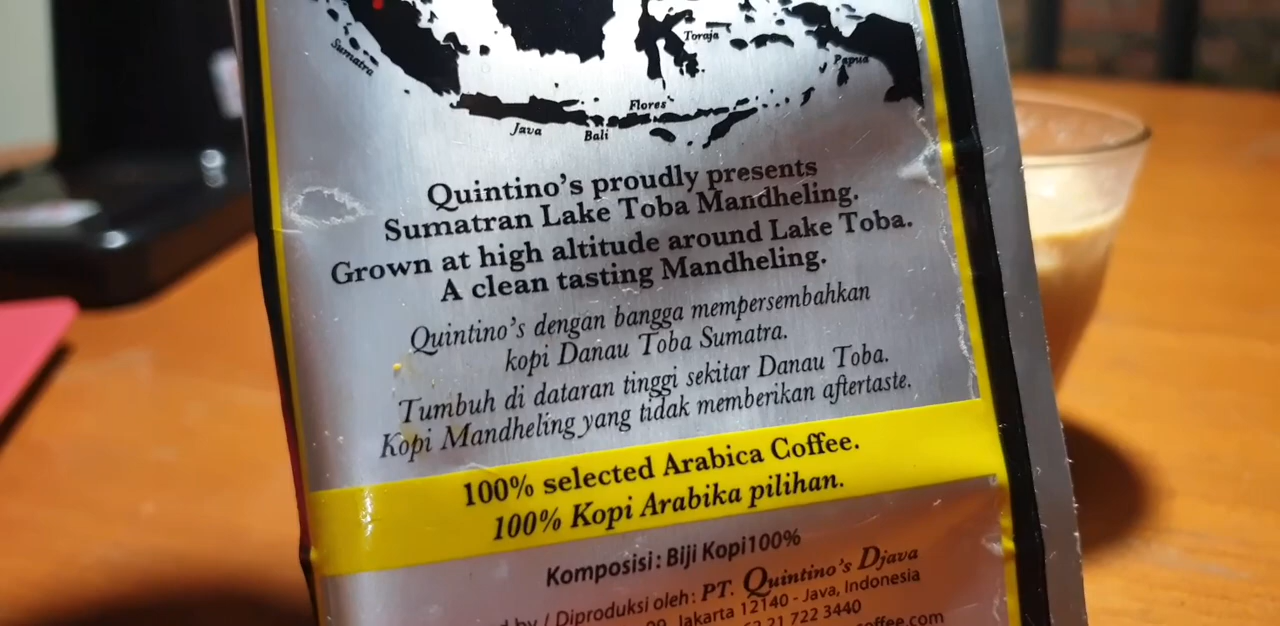 Sumatra
Toraja
Papua
Flores
Java
Bali
Quintino's proudly presents
Sumatran Lake Toba Mandheling.
Grown at high altitude around Lake Toba.
A clean tasting Mandheling.
Quintino's dengan bangga mempersembahkan
kopi Danau Toba Sumatra.
Tumbuh di dataran tinggi sekitar Danau Toba.
Kopi Mandheling yang tidak memberikan aftertaste.
100% selected Arabica Coffee.
100% Kopi Arabika pilihan.
Komposisi: Biji Kopi100%
by / Diproduksi oleh: PT. Quintino's Djava
Jakarta 12140 - Java, Indonesia
21 722 3440